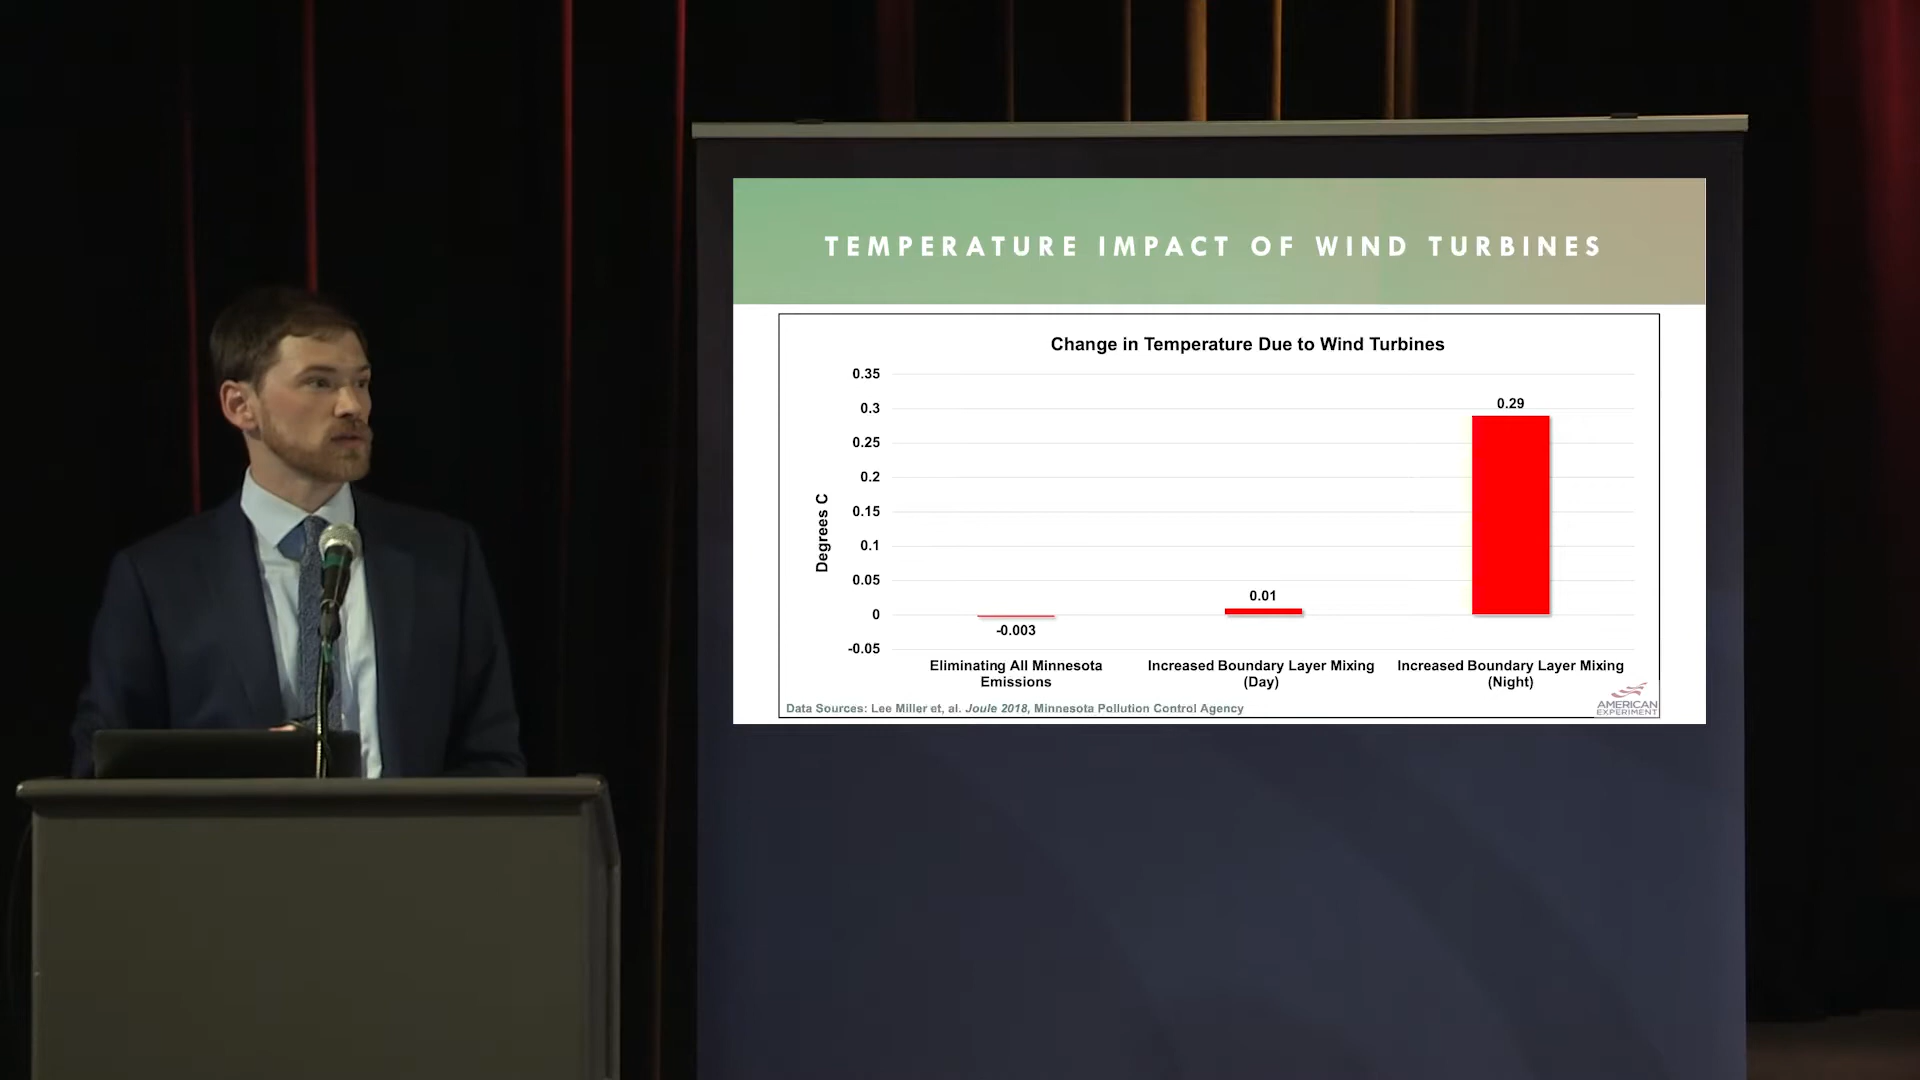 TEMPERATURE IMPACT OF WIND TURBINES
Change in Temperature Due to Wind Turbines
0.35
0.3
0.25
0.2
0.15
0.1
0.05
0
-0.05
Degrees C
-0.003
0.01
0.29
Eliminating All Minnesota
Emissions
Increased Boundary Layer Mixing
(Day)
Increased Boundary Layer Mixing
(Night)
Data Sources: Lee Miller et, al. Joule 2018, Minnesota Pollution Control Agency
AMERICAN
EXPERIMENT